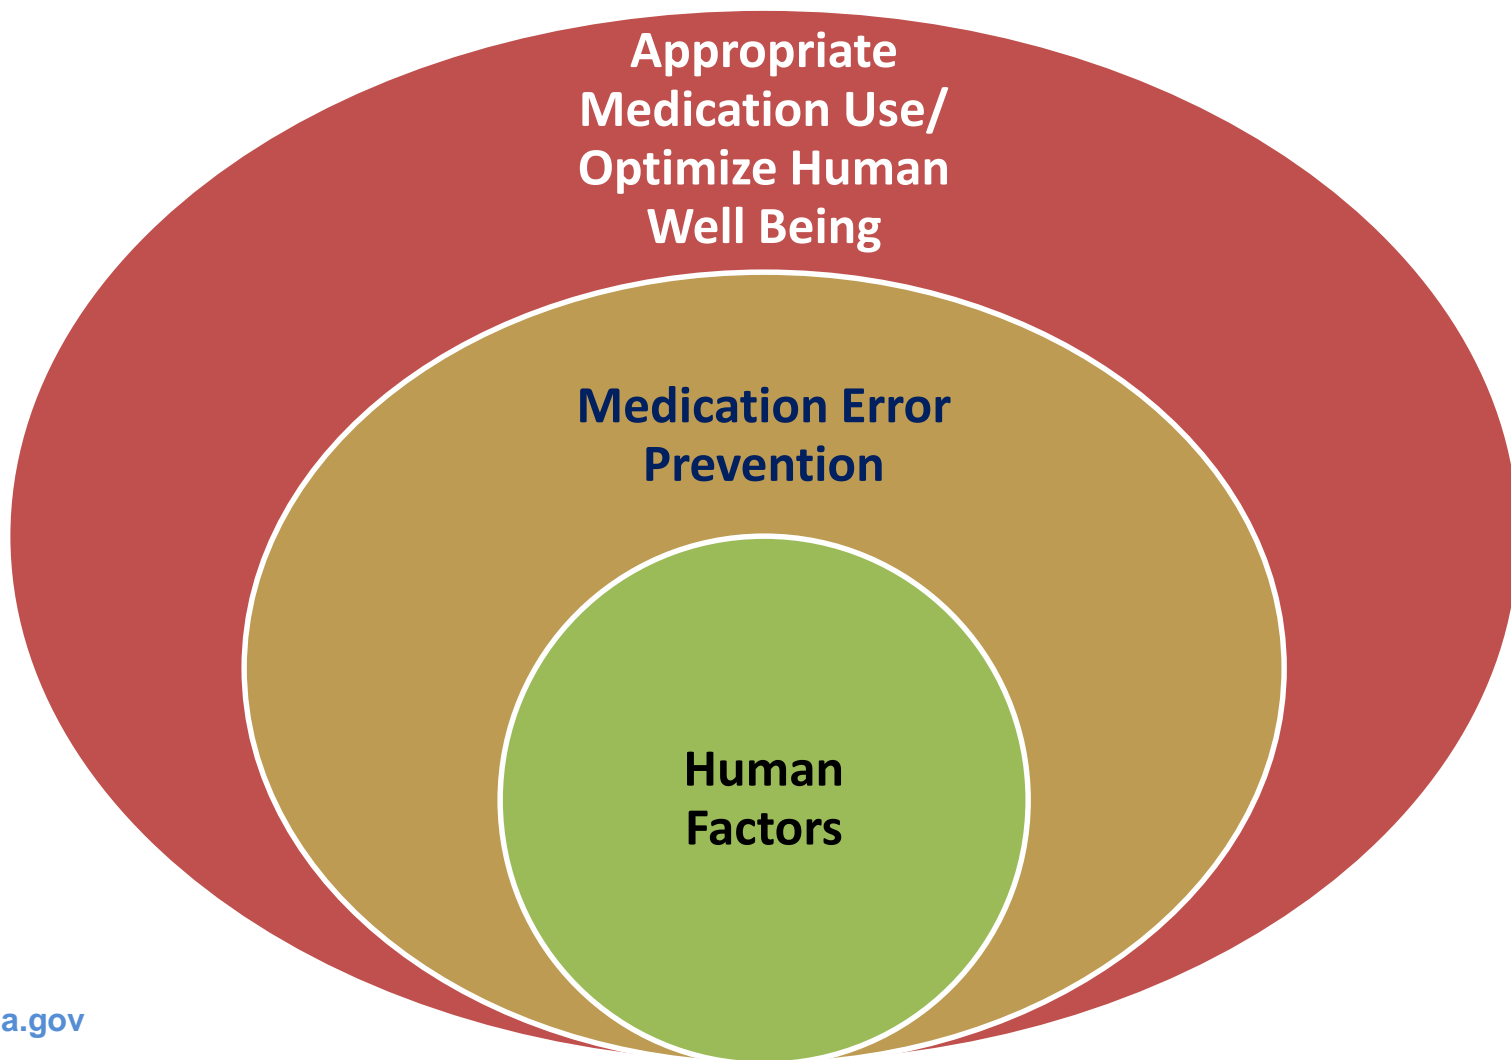 Appropriate
Medication Use/
Optimize Human
Well Being
Medication Error
Prevention
Human
Factors
a.gov